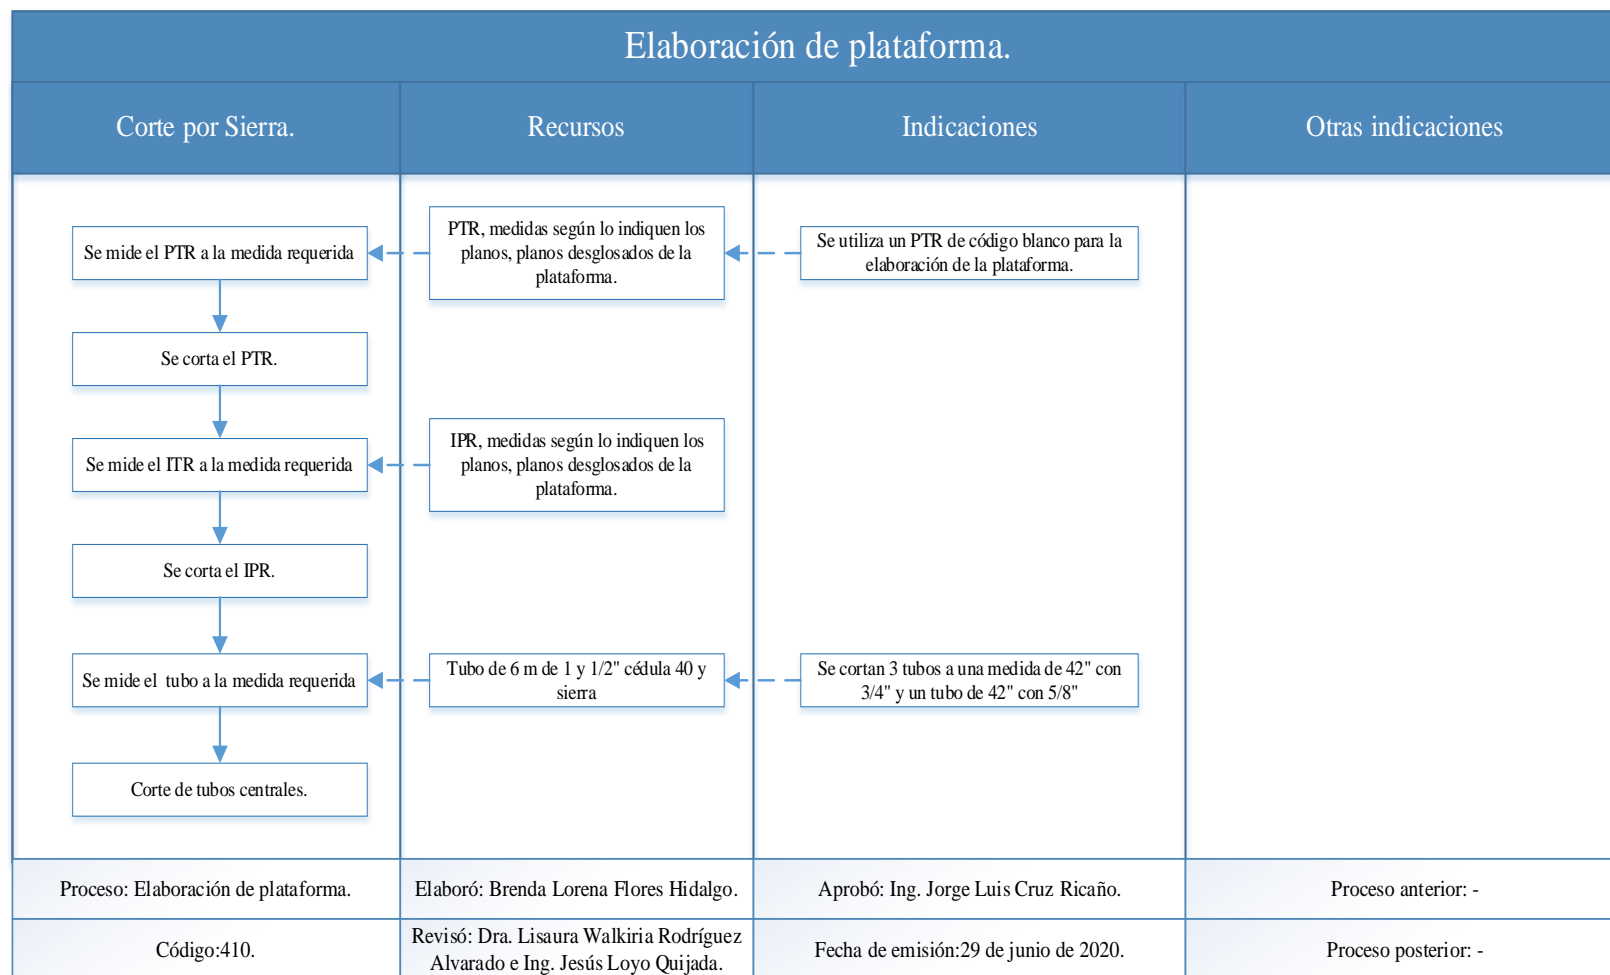 Elaboración de plataforma.
Corte por Sierra.
Recursos
Indicaciones
Otras indicaciones
Se mide el PTR a la medida requerida
PTR, medidas según lo indiquen los
planos, planos desglosados de la
plataforma.
Se utiliza un PTR de código blanco para la
elaboración de la plataforma.
Se corta el PTR.
Se mide el ITR a la medida requerida
IPR, medidas según lo indiquen los
planos, planos desglosados de la
plataforma.
Se corta el IPR.
Se mide el tubo a la medida requerida
Tubo de 6 m de 1 y 1/2" cédula 40 y
sierra
Se cortan 3 tubos a una medida de 42" con
3/4" y un tubo de 42" con 5/8"
Corte de tubos centrales.
Proceso: Elaboración de plataforma.
Elaboró: Brenda Lorena Flores Hidalgo.
Aprobó: Ing. Jorge Luis Cruz Ricaño.
Proceso anterior: -
Código:410.
Revisó: Dra. Lisaura Walkiria Rodríguez
Alvarado e Ing. Jesús Loyo Quijada.
Fecha de emisión:29 de junio de 2020.
Proceso posterior: -